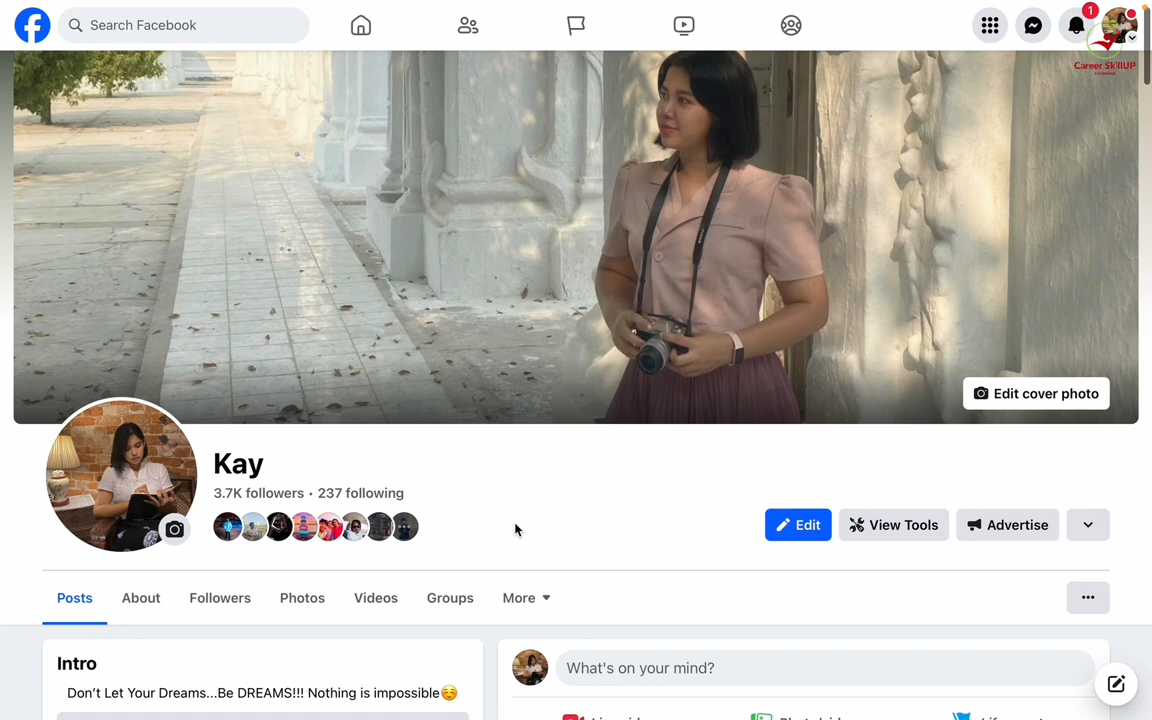 Search Facebook
1
Career SkillUP
Edit cover photo
Kay
3.7K followers • 237 following
Edit
View Tools
Advertise
Posts
About
Followers
Photos
Videos
Groups
More
Intro
What's on your mind?
Don't Let Your Dreams...Be DREAMS!!! Nothing is impossible😌